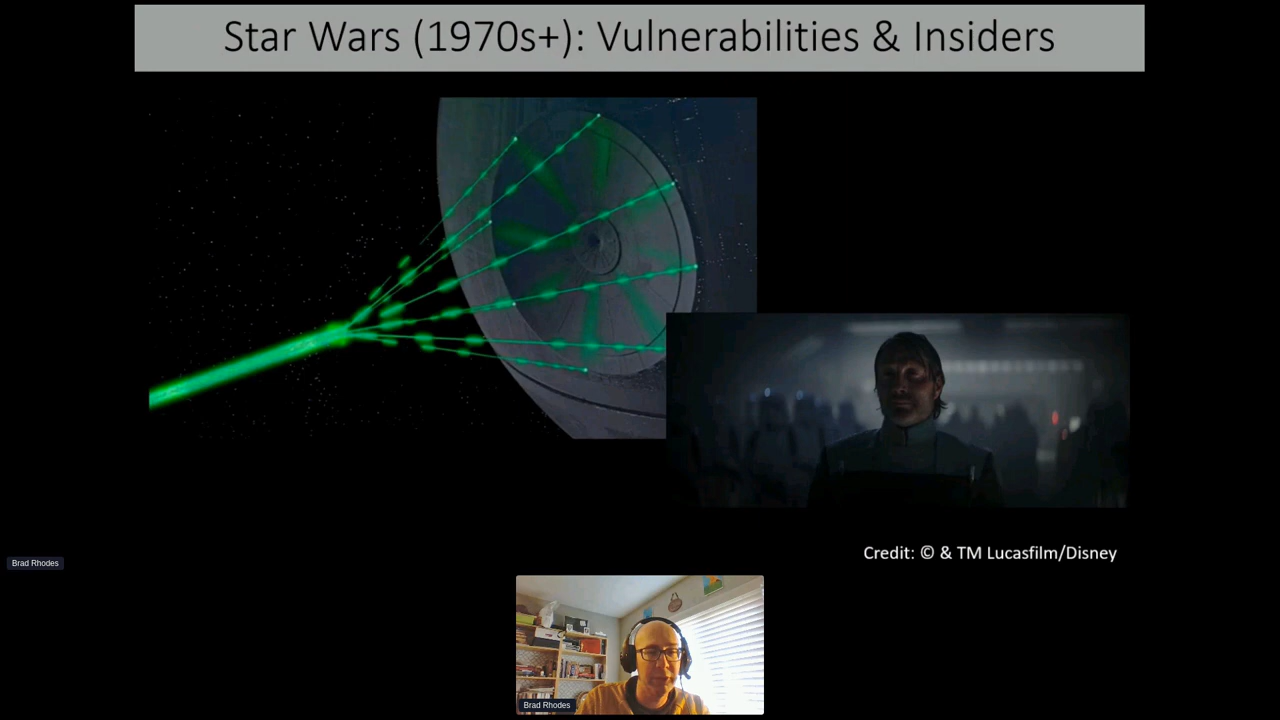 Star Wars (1970s+): Vulnerabilities & Insiders
Credit: © & TM Lucasfilm/Disney
Brad Rhodes
Brad Rhodes